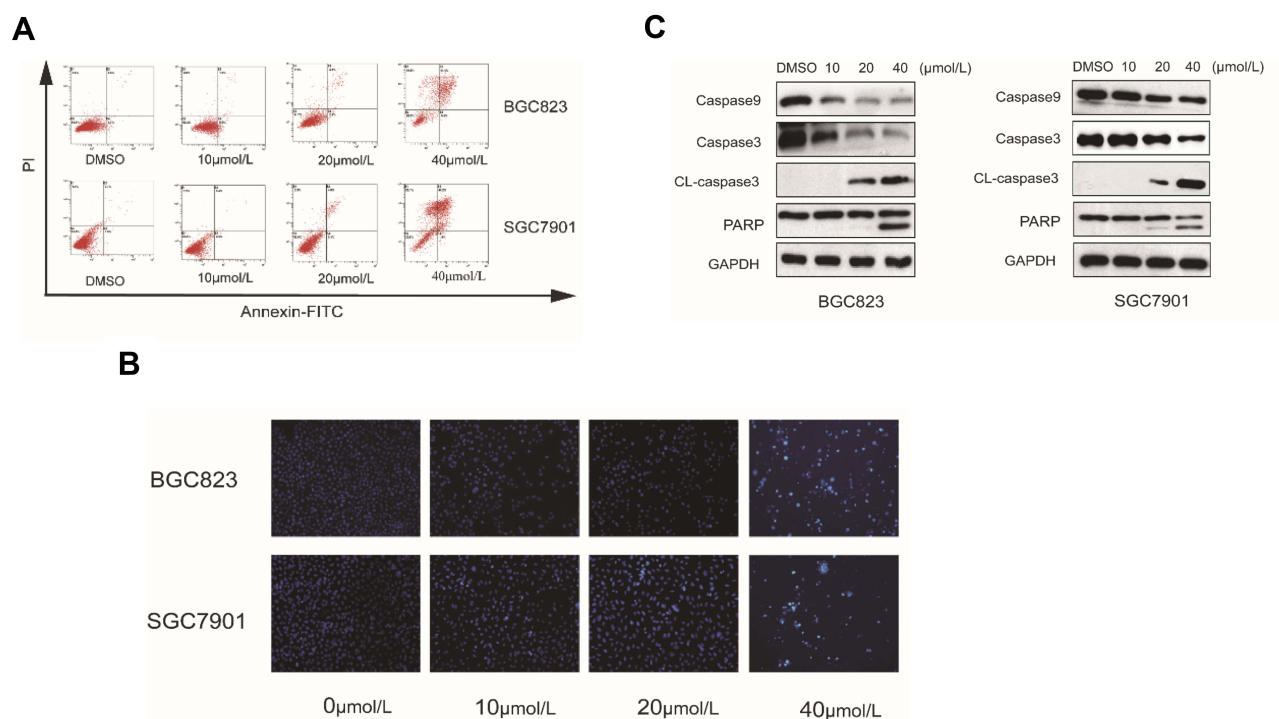 A
PI
BGC823
DMSO
10µmol/L
20µmol/L
40µmol/L
SGC7901
DMSO
10µmol/L
20µmol/L
40µmol/L
Annexin-FITC
C
DMSO 10 20 40 (µmol/L)
Caspase9
Caspase3
CL-caspase3
PARP
GAPDH
BGC823
DMSO 10 20 40 (µmol/L)
Caspase9
Caspase3
CL-caspase3
PARP
GAPDH
SGC7901
B
BGC823
SGC7901
0µmol/L
10µmol/L
20µmol/L
40µmol/L